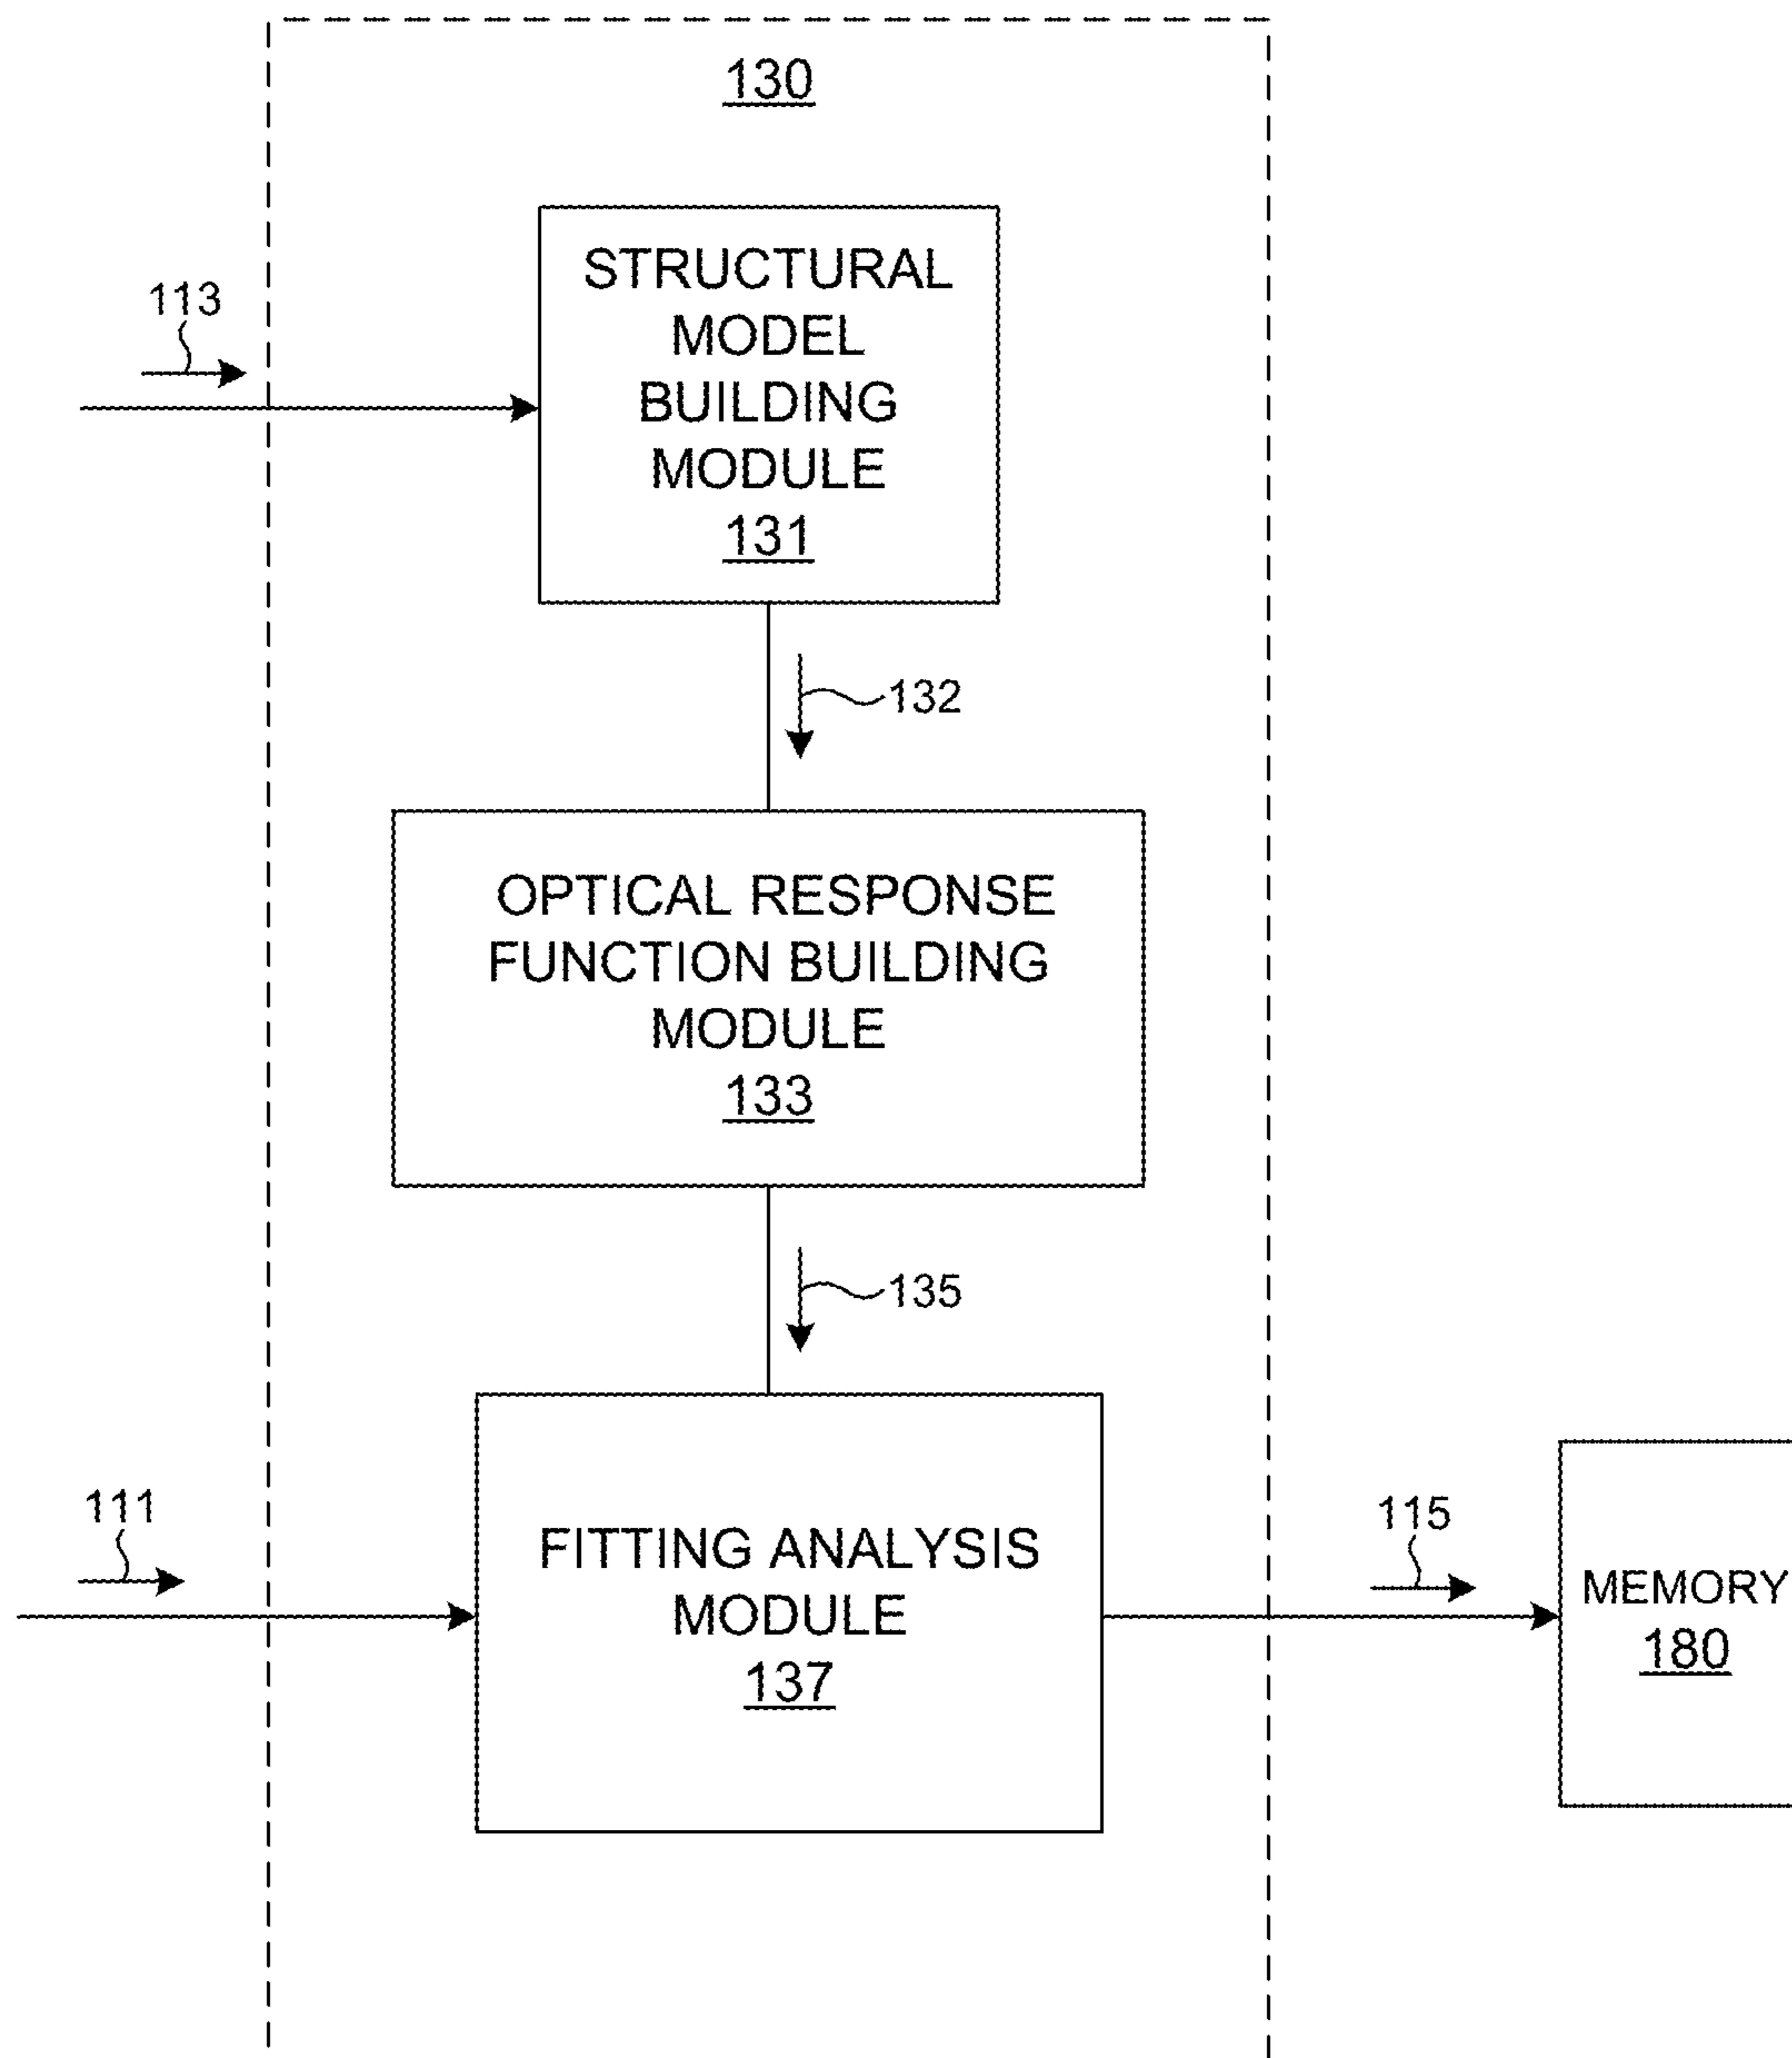 130
STRUCTURAL
MODEL
BUILDING
MODULE
131
113
132
OPTICAL RESPONSE
FUNCTION BUILDING
MODULE
133
135
111
FITTING ANALYSIS
MODULE
137
115
MEMORY
180